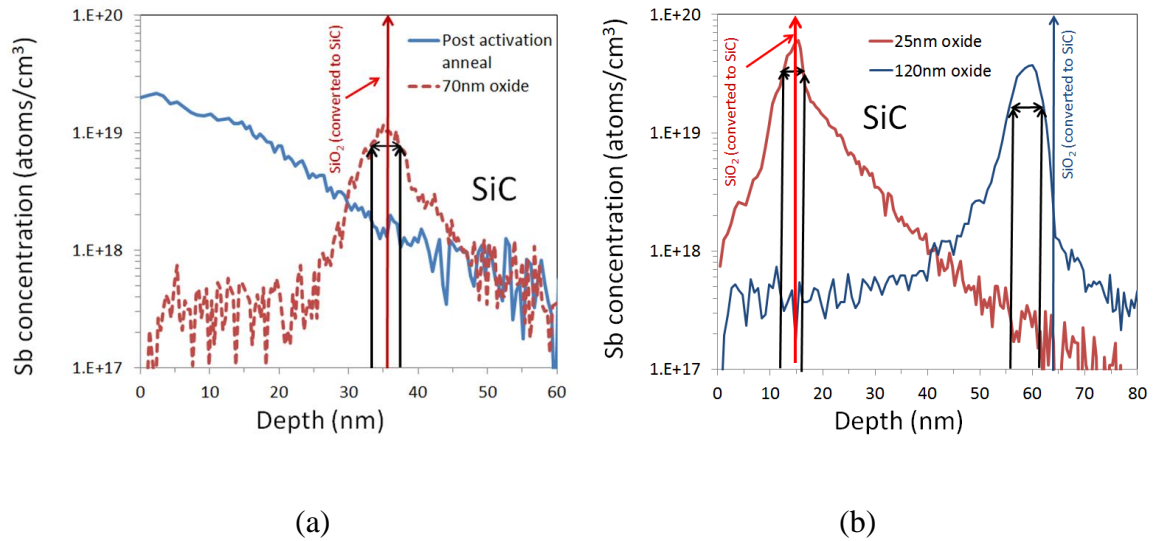 1.E+20
1.E+19
1.E+18
1.E+17
Sb concentration (atoms/cm³)
SiO₂ (converted to SiC)
Post activation
anneal
70nm oxide
SiC
0 10 20 30 40 50 60
Depth (nm)
(a)
1.E+20
1.E+19
1.E+18
1.E+17
Sb concentration (atoms/cm³)
SiO₂ (converted to SiC)
25nm oxide
120nm oxide
SiC
SiO₂ (converted to SiC)
0 10 20 30 40 50 60 70 80
Depth (nm)
(b)